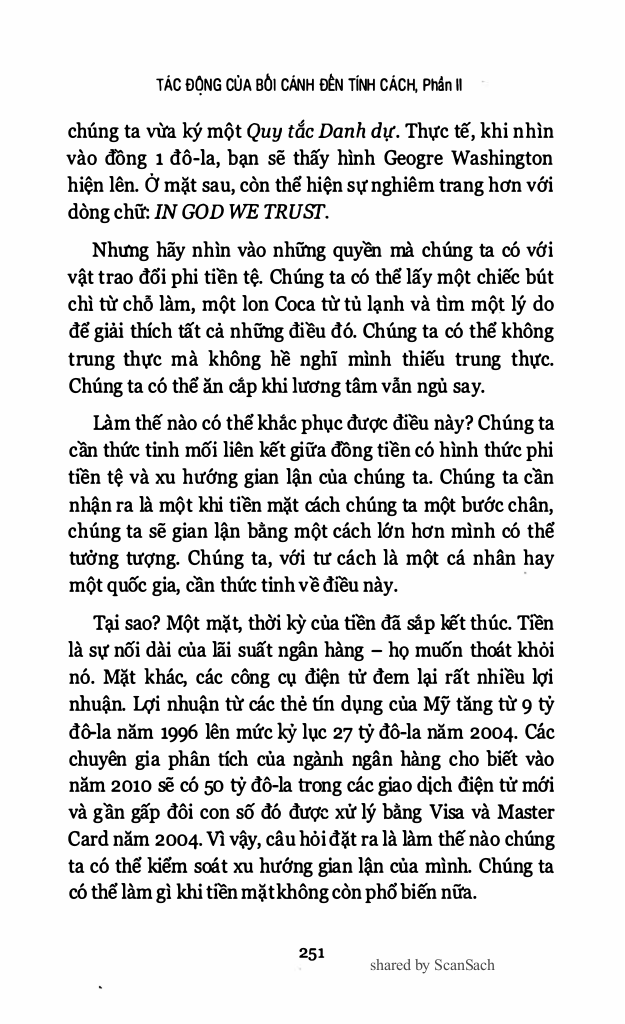 TÁC ĐỘNG CỦA BỐI CẢNH ĐẾN TÍNH CÁCH, Phần II
chúng ta vừa ký một Quy tắc Danh dự. Thực tế, khi nhìn
vào đồng 1 đô-la, bạn sẽ thấy hình Geogre Washington
hiện lên. Ở mặt sau, còn thể hiện sự nghiêm trang hơn với
dòng chữ: IN GOD WE TRUST.
Nhưng hãy nhìn vào những quyền mà chúng ta có với
vật trao đổi phi tiền tệ. Chúng ta có thể lấy một chiếc bút
chì từ chỗ làm, một lon Coca từ tủ lạnh và tìm một lý do
để giải thích tất cả những điều đó. Chúng ta có thể không
trung thực mà không hề nghĩ mình thiếu trung thực.
Chúng ta có thể ăn cắp khi lương tâm vẫn ngủ say.
Làm thế nào có thể khắc phục được điều này? Chúng ta
cần thức tinh mối liên kết giữa đồng tiền có hình thức phi
tiền tệ và xu hướng gian lận của chúng ta. Chúng ta cần
nhận ra là một khi tiền mặt cách chúng ta một bước chân,
chúng ta sẽ gian lận bằng một cách lớn hơn mình có thể
tưởng tượng. Chúng ta, với tư cách là một cá nhân hay
một quốc gia, cần thức tinh về điều này.
Tại sao? Một mặt, thời kỳ của tiền đã sắp kết thúc. Tiền
là sự nối dài của lãi suất ngân hàng – họ muốn thoát khỏi
nó. Mặt khác, các công cụ điện tử đem lại rất nhiều lợi
nhuận. Lợi nhuận từ các thẻ tín dụng của Mỹ tăng từ 9 tỷ
đô-la năm 1996 lên mức kỷ lục 27 tỷ đô-la năm 2004. Các
chuyên gia phân tích của ngành ngân hàng cho biết vào
năm 2010 sẽ có 50 tỷ đô-la trong các giao dịch điện tử mới
và gần gấp đôi con số đó được xử lý bằng Visa và Master
Card năm 2004. Vì vậy, câu hỏi đặt ra là làm thế nào chúng
ta có thể kiểm soát xu hướng gian lận của mình. Chúng ta
có thể làm gì khi tiền mặt không còn phổ biến nữa.
251
shared by ScanSach